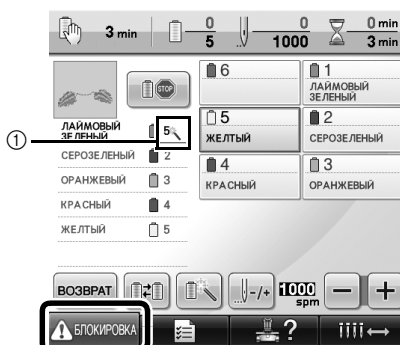 3 min
0
5
0
1000
0 min
3 min
STOP
6
1
ЛАЙМОВЫЙ
ЗЕЛЕНЫЙ
①
ЛАЙМОВЫЙ
ЗЕЛЕНЫЙ
5
5
ЖЕЛТЫЙ
2
СЕРОЗЕЛЕНЫЙ
СЕРОЗЕЛЕНЫЙ
2
ОРАНЖЕВЫЙ
3
4
КРАСНЫЙ
3
ОРАНЖЕВЫЙ
КРАСНЫЙ
4
ЖЕЛТЫЙ
5
ВОЗВРАТ
-/+
1000
spm
− +
БЛОКИРОВКА
?